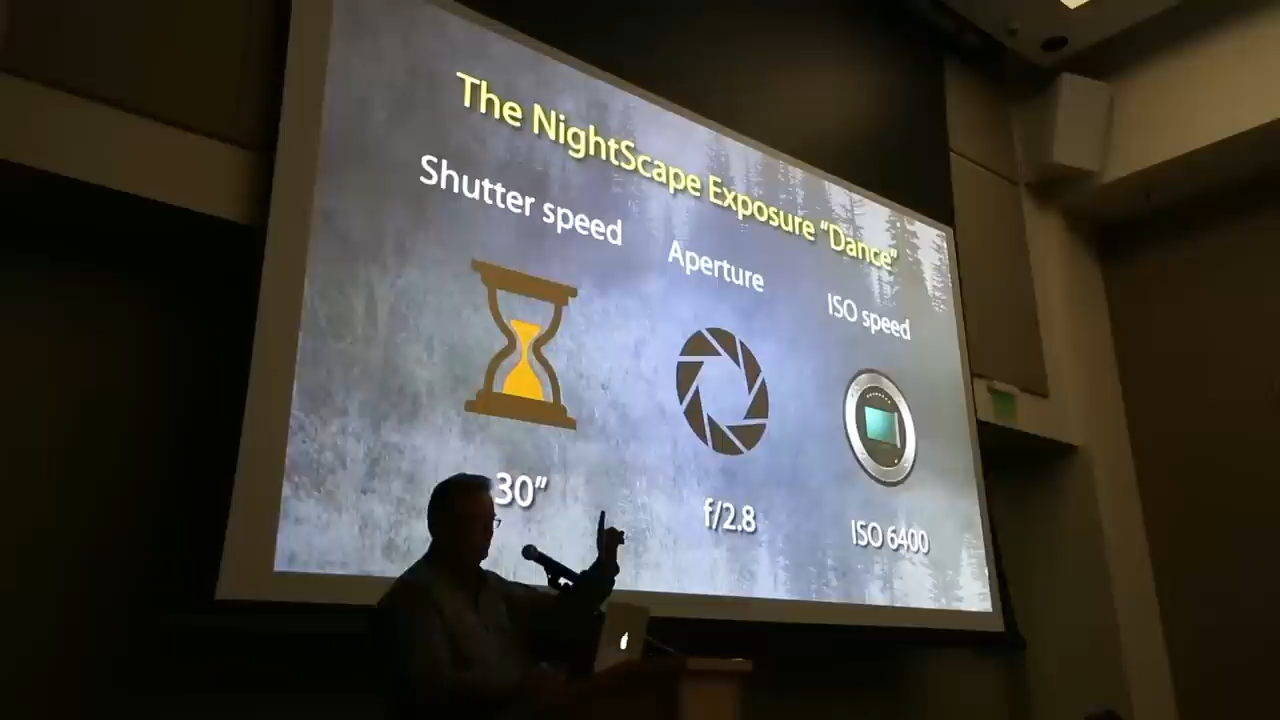 The NightScape Exposure “Dance”
Shutter speed
Aperture
ISO speed
30”
f/2.8
ISO 6400